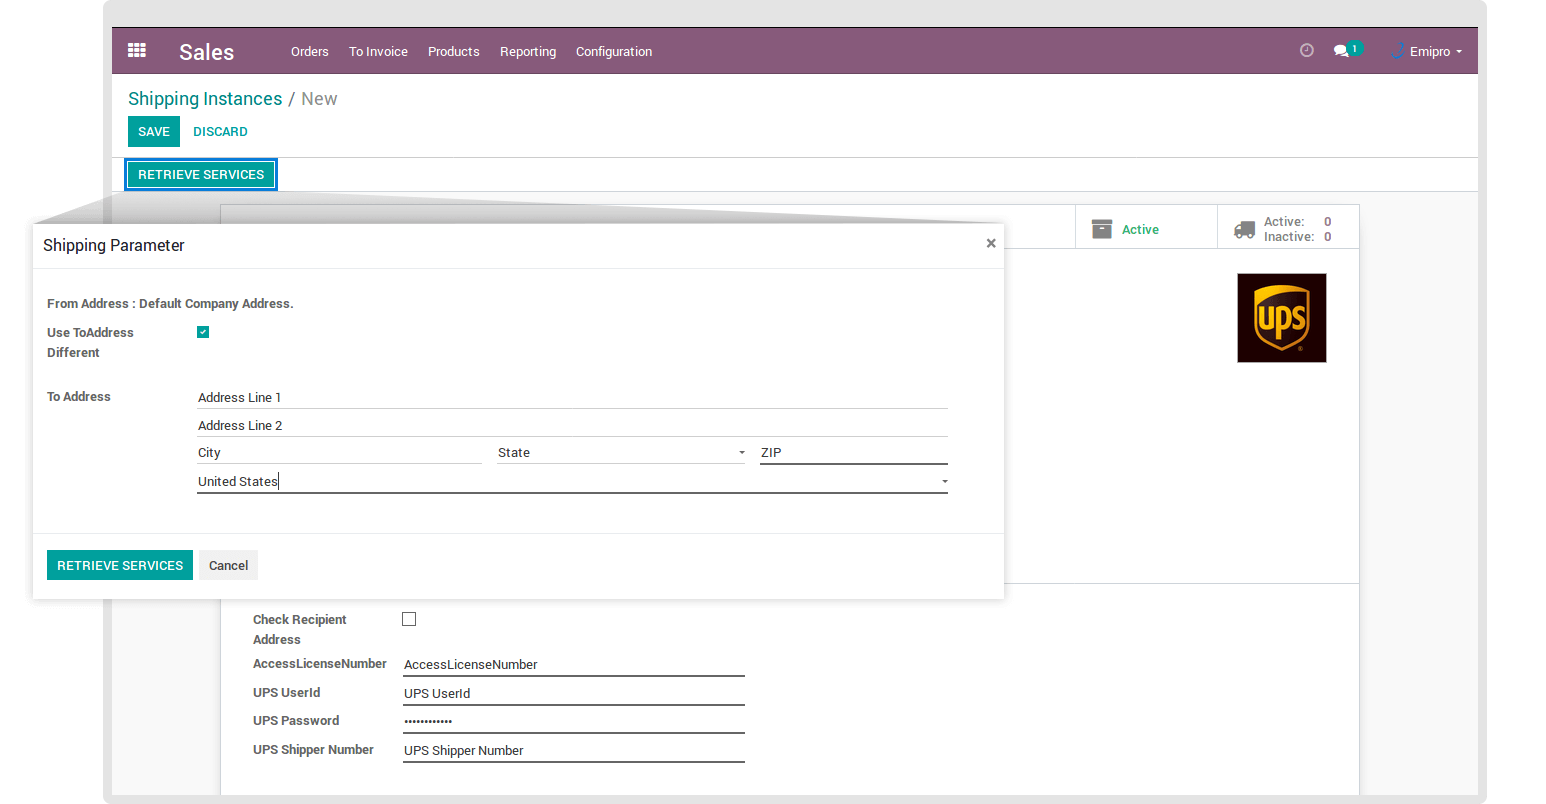 Sales Orders To Invoice Products Reporting Configuration 1 Emipro
Shipping Instances / New
SAVE DISCARD
RETRIEVE SERVICES
Active
Active: 0
Inactive: 0
ups
Shipping Parameter ×
From Address : Default Company Address.
Use ToAddress
Different
To Address Address Line 1
Address Line 2
City State ZIP
United States
RETRIEVE SERVICES Cancel
Check Recipient
Address
AccessLicenseNumber AccessLicenseNumber
UPS UserId UPS UserId
UPS Password ••••••••••••
UPS Shipper Number UPS Shipper Number